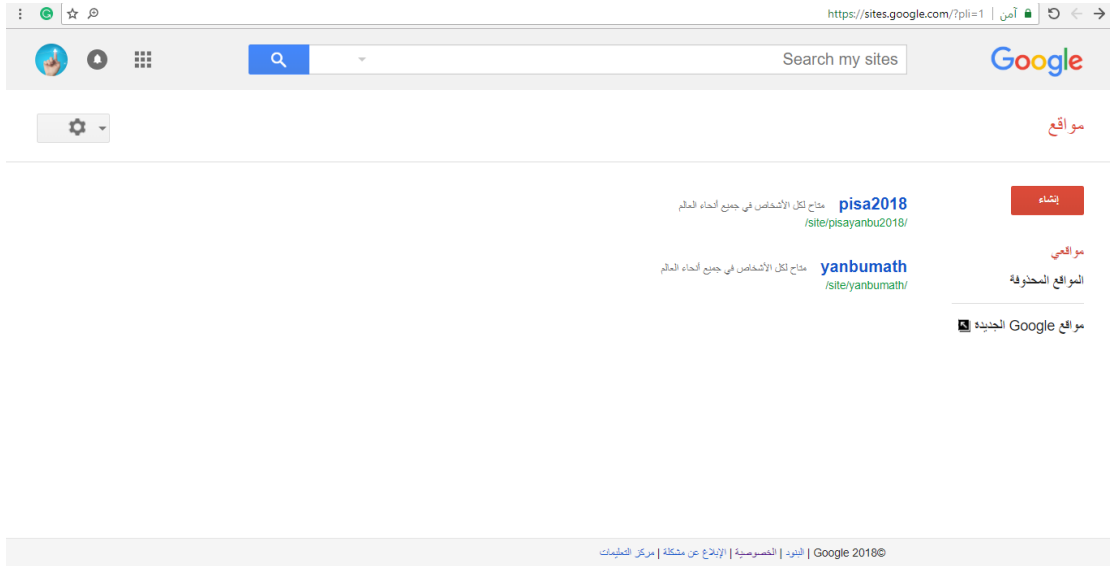 آمن | https://sites.google.com/?pli=1
Google
Search my sites
مواقع
إنشاء
مواقعي
المواقع المحذوفة
مواقع Google الجديدة
pisa2018 متاح لكل الأشخاص في جميع أنحاء العالم
/site/pisayanbu2018/
yanbumath متاح لكل الأشخاص في جميع أنحاء العالم
/site/yanbumath/
©2018 Google | البنود | الخصوصية | الإبلاغ عن مشكلة | مركز التعليمات